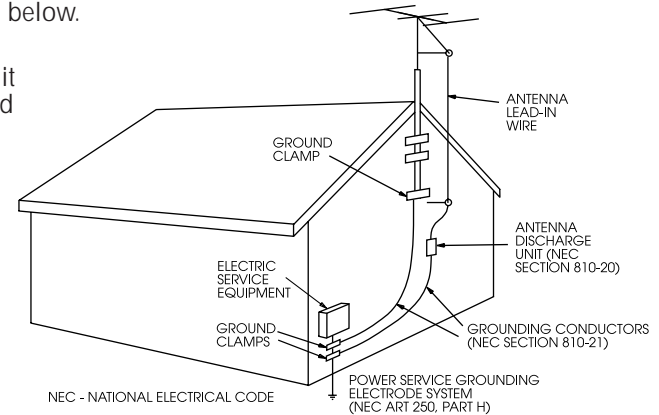 below.
it
d
ANTENNA
LEAD-IN
WIRE
GROUND
CLAMP
ANTENNA
DISCHARGE
UNIT (NEC
SECTION 810-20)
ELECTRIC
SERVICE
EQUIPMENT
GROUND
CLAMPS
GROUNDING CONDUCTORS
(NEC SECTION 810-21)
POWER SERVICE GROUNDING
ELECTRODE SYSTEM
(NEC ART 250, PART H)
NEC - NATIONAL ELECTRICAL CODE